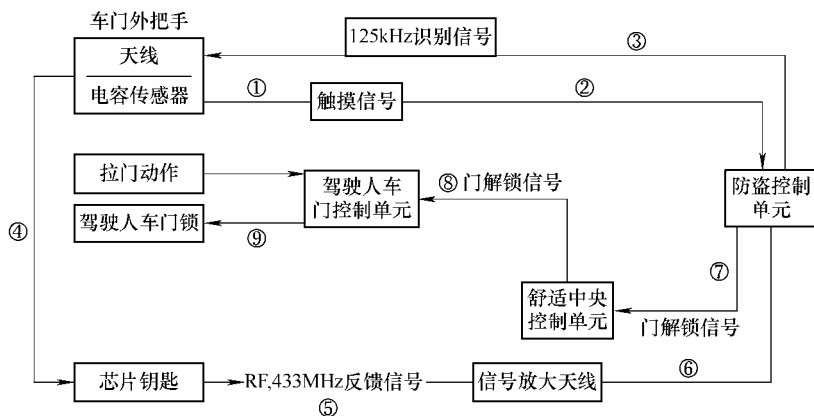 车门外把手
天线
电容传感器
125kHz识别信号
③
①
触摸信号
②
拉门动作
驾驶人车
门控制单元
⑧ 门解锁信号
防盗控制
单元
④
驾驶人车门锁
⑨
⑦
舒适中央
控制单元
门解锁信号
芯片钥匙
RF,433MHz反馈信号
⑤
信号放大天线
⑥